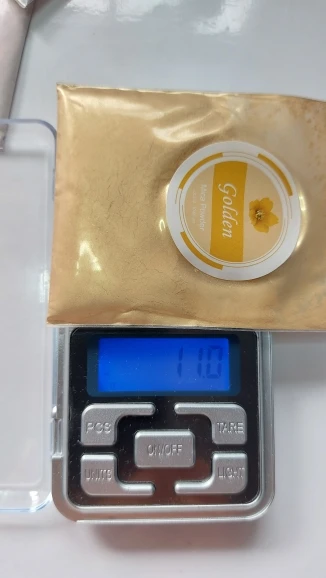 Golden
Mica Powder
11.0
PCS
TARE
ON/OFF
UNITS
LIGHT